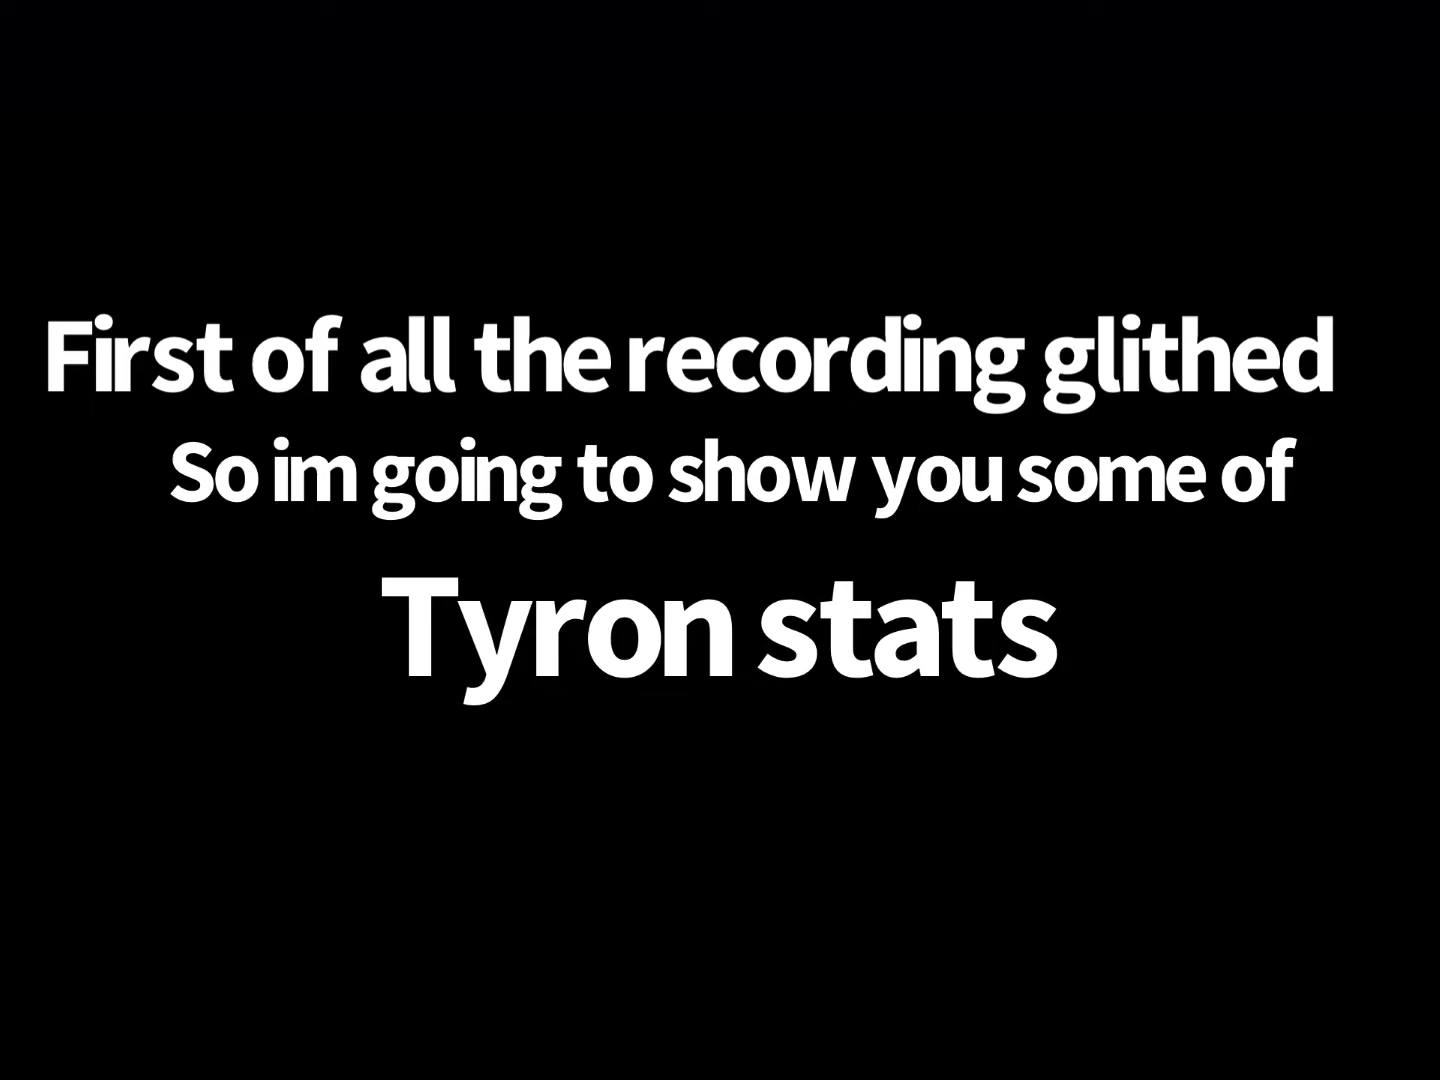 First of all the recording glithed
So im going to show you some of
Tyron stats